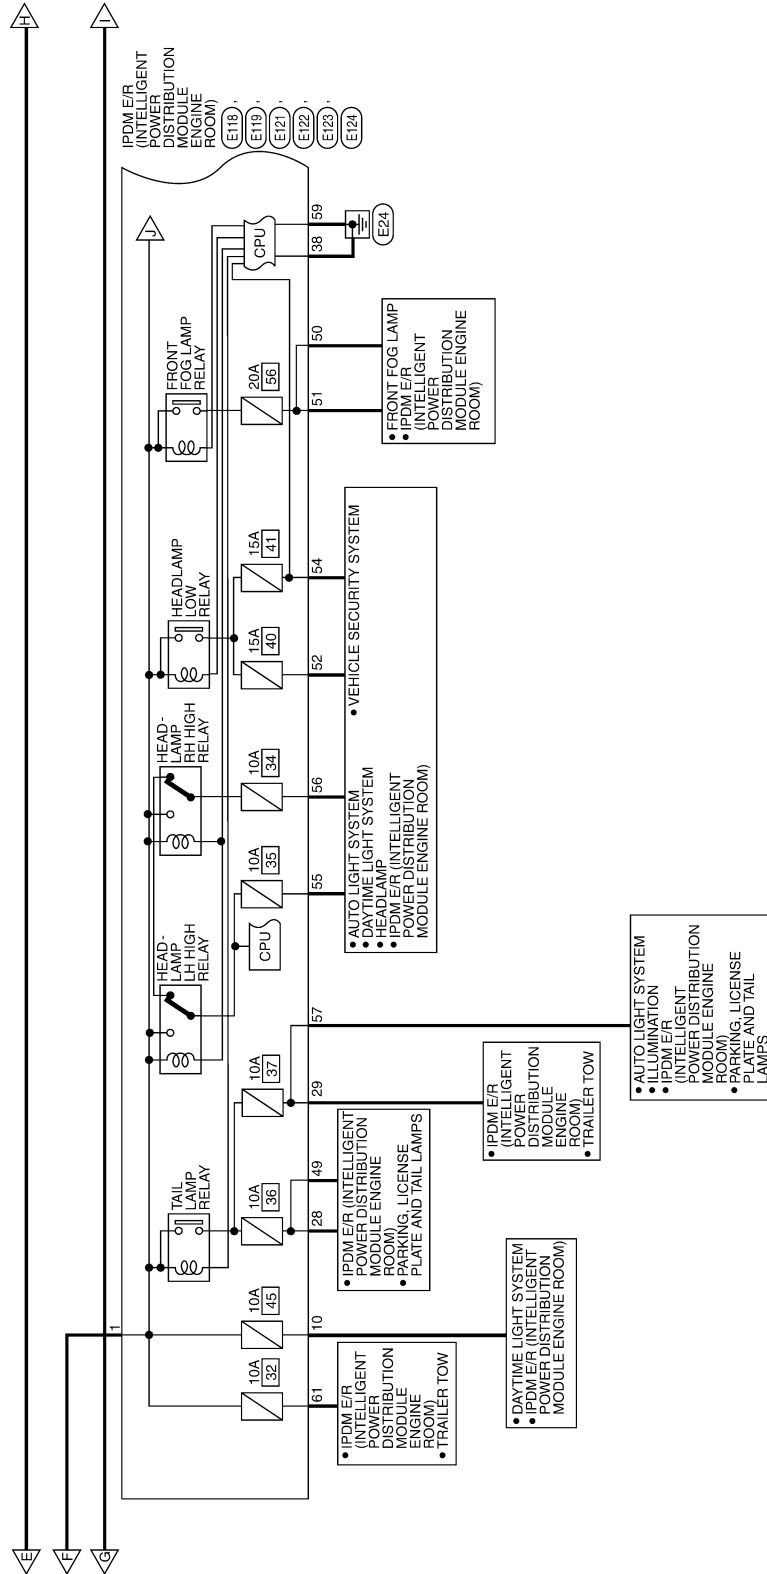 E
F
G
H
I
1
J
IPDM E/R
(INTELLIGENT
POWER
DISTRIBUTION
MODULE
ENGINE
ROOM)
E118 ,
E119 ,
E121 ,
E122 ,
E123 ,
E124
TAIL
LAMP
RELAY
HEAD-
LAMP
LH HIGH
RELAY
HEAD-
LAMP
RH HIGH
RELAY
HEADLAMP
LOW
RELAY
FRONT
FOG LAMP
RELAY
10A
32
10A
45
10A
36
10A
37
CPU
10A
35
10A
34
15A
40
15A
41
20A
56
CPU
61
10
28
49
29
57
55
56
52
54
51
50
38
59
E24
• IPDM E/R
(INTELLIGENT
POWER
DISTRIBUTION
MODULE
ENGINE
ROOM)
• TRAILER TOW
• DAYTIME LIGHT SYSTEM
• IPDM E/R (INTELLIGENT
POWER DISTRIBUTION
MODULE ENGINE ROOM)
• IPDM E/R (INTELLIGENT
POWER DISTRIBUTION
MODULE ENGINE
ROOM)
• PARKING, LICENSE
PLATE AND TAIL LAMPS
• IPDM E/R
(INTELLIGENT
POWER
DISTRIBUTION
MODULE
ENGINE
ROOM)
• TRAILER TOW
• AUTO LIGHT SYSTEM
• ILLUMINATION
• IPDM E/R
(INTELLIGENT
POWER DISTRIBUTION
MODULE ENGINE
ROOM)
• PARKING, LICENSE
PLATE AND TAIL
LAMPS
• AUTO LIGHT SYSTEM
• DAYTIME LIGHT SYSTEM
• HEADLAMP
• IPDM E/R (INTELLIGENT
POWER DISTRIBUTION
MODULE ENGINE ROOM)
• VEHICLE SECURITY SYSTEM
• FRONT FOG LAMP
• IPDM E/R
(INTELLIGENT
POWER
DISTRIBUTION
MODULE ENGINE
ROOM)